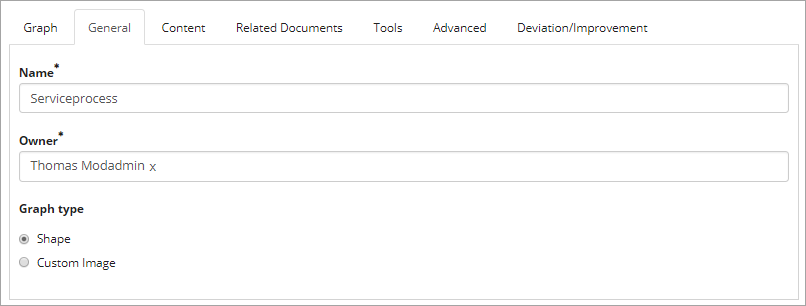 Graph General Content Related Documents Tools Advanced Deviation/Improvement
Name*
Serviceprocess
Owner*
Thomas Modadmin x
Graph type
Shape
Custom Image